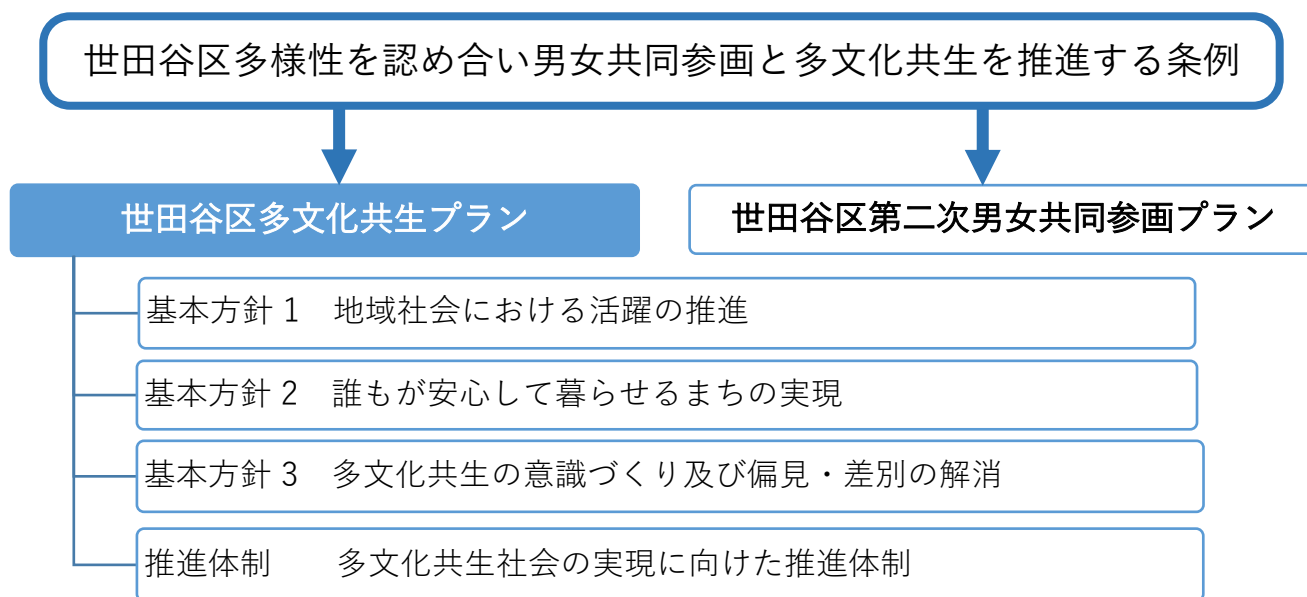 世田谷区多様性を認め合い男女共同参画と多文化共生を推進する条例
世田谷区多文化共生プラン
世田谷区第二次男女共同参画プラン
基本方針１　地域社会における活躍の推進
基本方針２　誰もが安心して暮らせるまちの実現
基本方針３　多文化共生の意識づくり及び偏見・差別の解消
推進体制　　多文化共生社会の実現に向けた推進体制